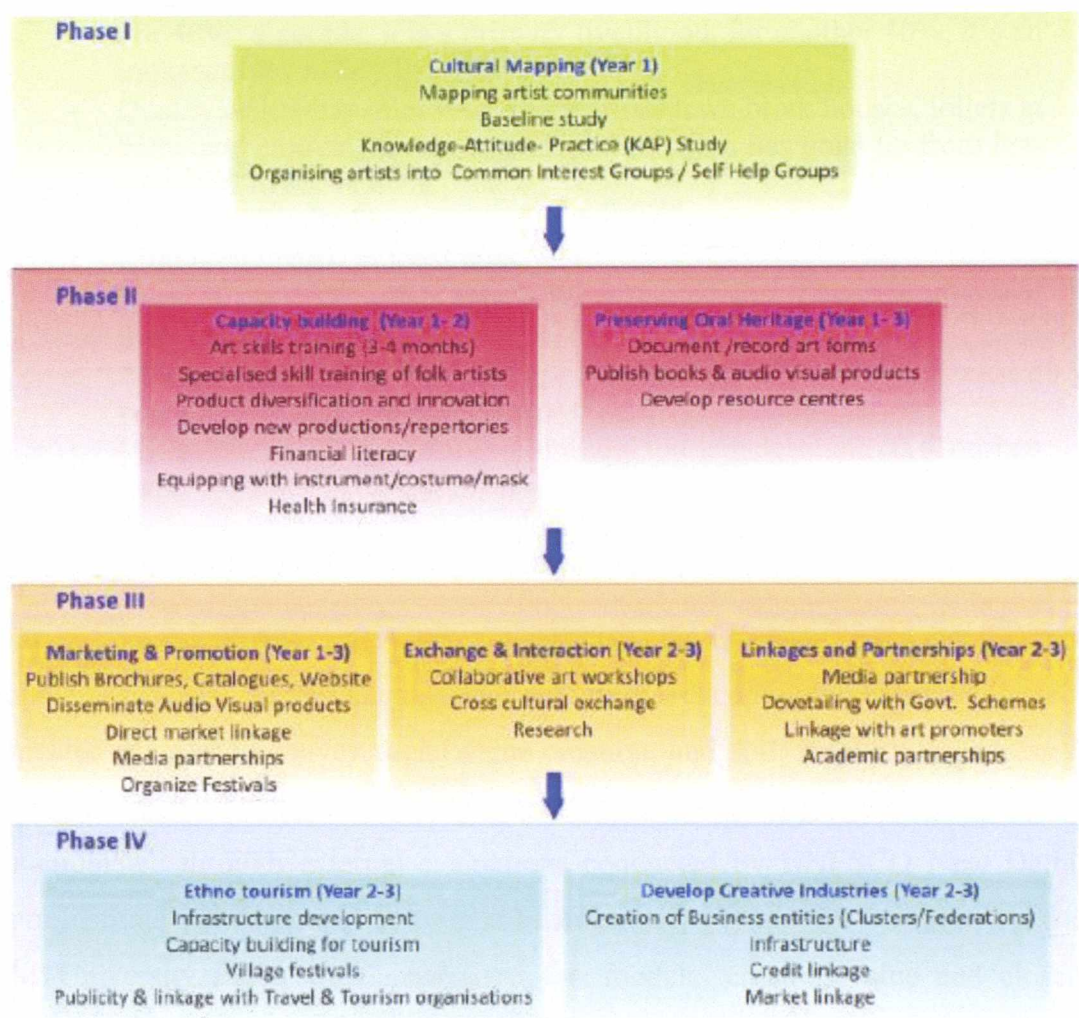 Phase I
Cultural Mapping (Year 1)
Mapping artist communities
Baseline study
Knowledge-Attitude- Practice (KAP) Study
Organising artists into Common Interest Groups / Self Help Groups
Phase II
Capacity building (Year 1- 2)
Art skills training (3-4 months)
Specialised skill training of folk artists
Product diversification and innovation
Develop new productions/repertories
Financial literacy
Equipping with instrument/costume/mask
Health Insurance
Preserving Oral Heritage (Year 1- 3)
Document /record art forms
Publish books & audio visual products
Develop resource centres
Phase III
Marketing & Promotion (Year 1-3)
Publish Brochures, Catalogues, Website
Disseminate Audio Visual products
Direct market linkage
Media partnerships
Organize Festivals
Exchange & Interaction (Year 2-3)
Collaborative art workshops
Cross cultural exchange
Research
Linkages and Partnerships (Year 2-3)
Media partnership
Dovetailing with Govt. Schemes
Linkage with art promoters
Academic partnerships
Phase IV
Ethno tourism (Year 2-3)
Infrastructure development
Capacity building for tourism
Village festivals
Publicity & linkage with Travel & Tourism organisations
Develop Creative Industries (Year 2-3)
Creation of Business entities (Clusters/Federations)
Infrastructure
Credit linkage
Market linkage